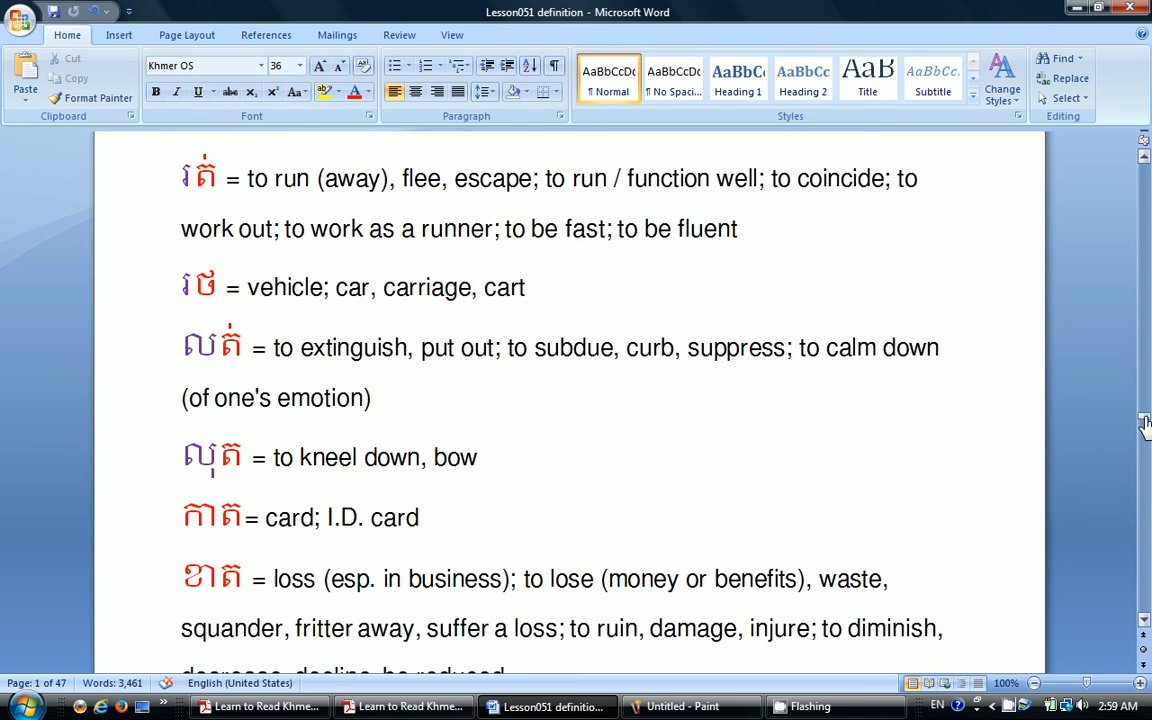 Lesson051 definition - Microsoft Word
Home Insert Page Layout References Mailings Review View
Paste Cut Copy Format Painter Clipboard
Khmer OS 36 Font
Paragraph
AaBbCcDc ¶ Normal AaBbCcDc ¶ No Spaci... AaBbCc Heading 1 AaBbCc Heading 2 AaB Title AaBbCc. Subtitle Change Styles Styles
Find Replace Select Editing
រត់ = to run (away), flee, escape; to run / function well; to coincide; to
work out; to work as a runner; to be fast; to be fluent
រថ = vehicle; car, carriage, cart
លត់ = to extinguish, put out; to subdue, curb, suppress; to calm down
(of one's emotion)
លុត = to kneel down, bow
កាត= card; I.D. card
ខាត = loss (esp. in business); to lose (money or benefits), waste,
squander, fritter away, suffer a loss; to ruin, damage, injure; to diminish,
decrease, decline, be reduced
Page: 1 of 47 Words: 3,461 English (United States) 100%
Learn to Read Khme... Learn to Read Khme... Lesson051 definitio... Untitled - Paint Flashing EN 2:59 AM